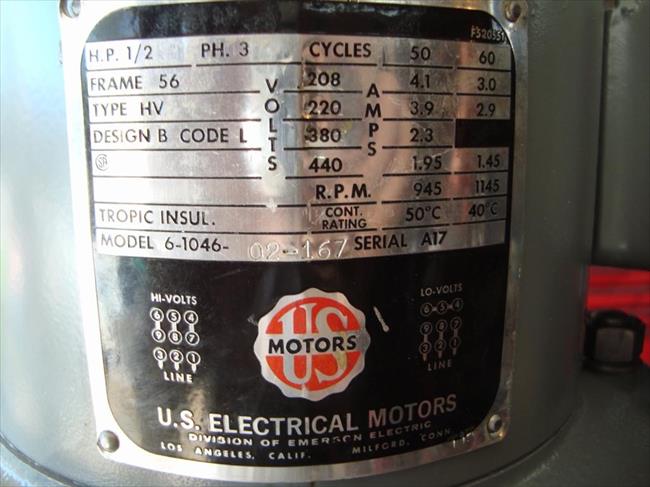 F520551
H.P. 1/2 PH. 3 CYCLES 50 60
FRAME 56 VOLTS 208 AMPS 4.1 3.0
TYPE HV 220 3.9 2.9
DESIGN B CODE L 380 2.3
SA 440 1.95 1.45
R.P.M. 945 1145
TROPIC INSUL. CONT. RATING 50°C 40°C
MODEL 6-1046- 02-167 SERIAL A17
HI-VOLTS LO-VOLTS
6 5 4 6-5-4
9 8 7 9 8 7
3 2 1 3 2 1
LINE LINE
US MOTORS
U.S. ELECTRICAL MOTORS
DIVISION OF EMERSON ELECTRIC
LOS ANGELES, CALIF. MILFORD, CONN.